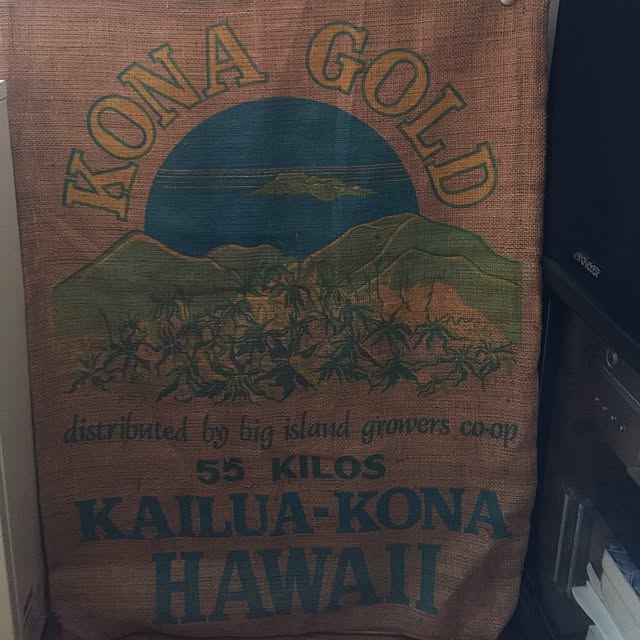 KONA GOLD
distributed by big island growers co-op
55 KILOS
KAILUA-KONA
HAWAII